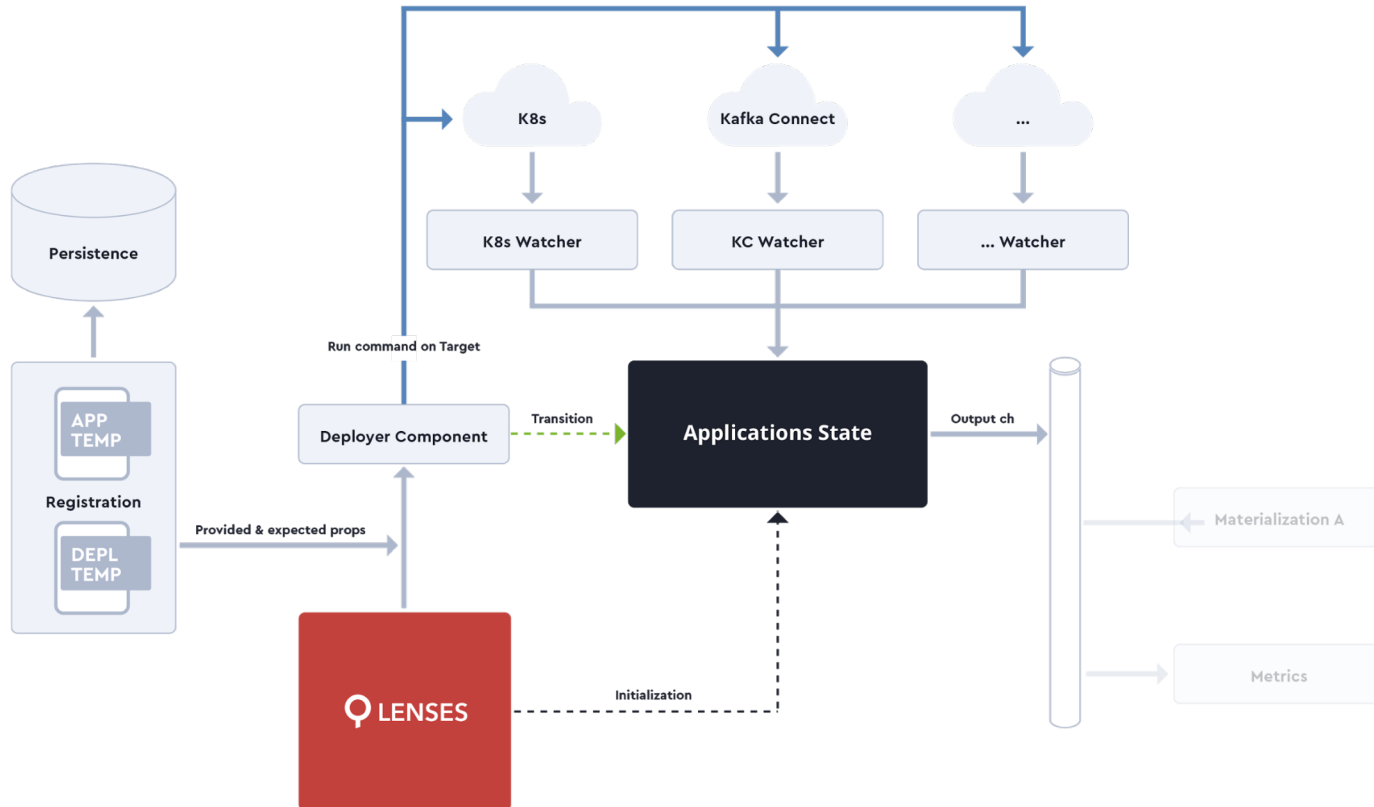 K8s
Kafka Connect
...
K8s Watcher
KC Watcher
... Watcher
Persistence
Run command on Target
APP
TEMP
Registration
DEPL
TEMP
Deployer Component
Transition
Applications State
Output ch
Provided & expected props
Materialization A
LENSES
Initialization
Metrics